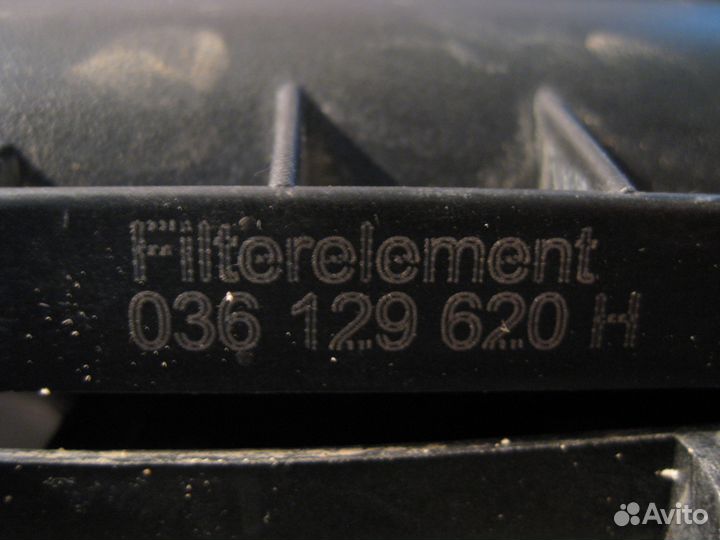 Filterelement
036 129 620 H
Avito